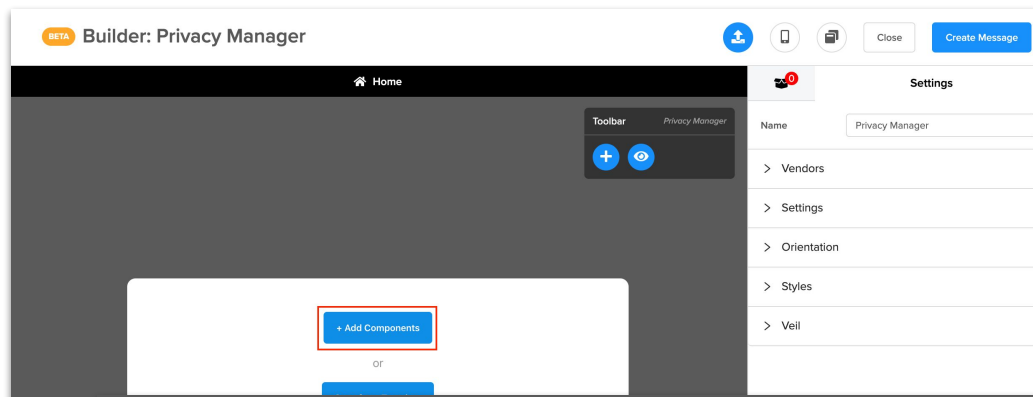 BETA Builder: Privacy Manager
Close
Create Message
Home
0
Settings
Toolbar
Privacy Manager
Name
Privacy Manager
Vendors
Settings
Orientation
Styles
Veil
+ Add Components
or